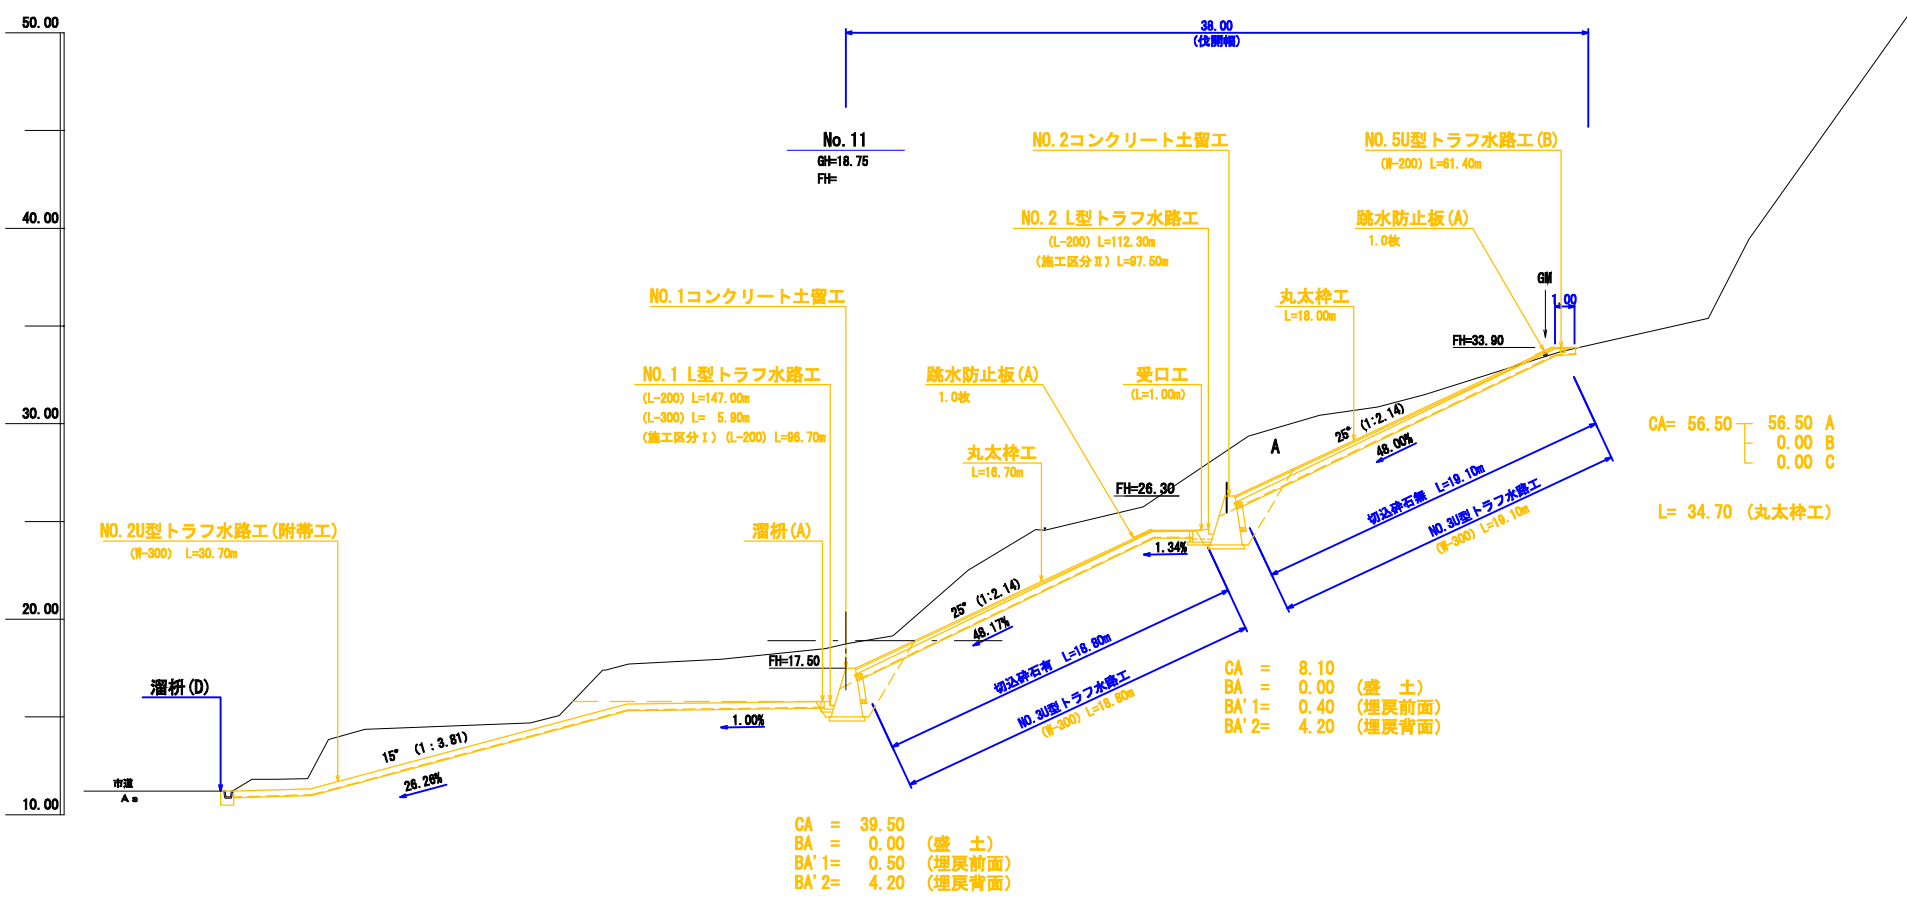 50.00
38.00
(伐開幅)
No.11
GH=18.75
FH=
NO.2コンクリート土留工
NO.5U型トラフ水路工(B)
(W-200) L=61.40m
40.00
NO.2 L型トラフ水路工
(L-200) L=112.30m
(施工区分Ⅱ) L=97.50m
跳水防止板(A)
1.0枚
GM
1.00
NO.1コンクリート土留工
丸太枠工
L=18.00m
FH=33.90
NO.1 L型トラフ水路工
(L-200) L=147.00m
(L-300) L= 5.90m
(施工区分Ⅰ) (L-200) L=96.70m
跳水防止板(A)
1.0枚
受口工
(L=1.00m)
30.00
25° (1:2.14)
48.00%
A
CA= 56.50 56.50 A
0.00 B
0.00 C
丸太枠工
L=16.70m
FH=26.30
切込砕石無 L=19.10m
NO.3U型トラフ水路工
(W-300) L=19.10m
L= 34.70 (丸太枠工)
NO.2U型トラフ水路工(附帯工)
(W-300) L=30.70m
溜枡(A)
1.34%
20.00
25° (1:2.14)
48.17%
FH=17.50
切込砕石有 L=18.80m
NO.3U型トラフ水路工
(W-300) L=18.80m
CA = 8.10
BA = 0.00 (盛 土)
BA'1= 0.40 (埋戻前面)
BA'2= 4.20 (埋戻背面)
溜枡(D)
1.00%
15° (1:3.81)
26.26%
市道
As
10.00
CA = 39.50
BA = 0.00 (盛 土)
BA'1= 0.50 (埋戻前面)
BA'2= 4.20 (埋戻背面)